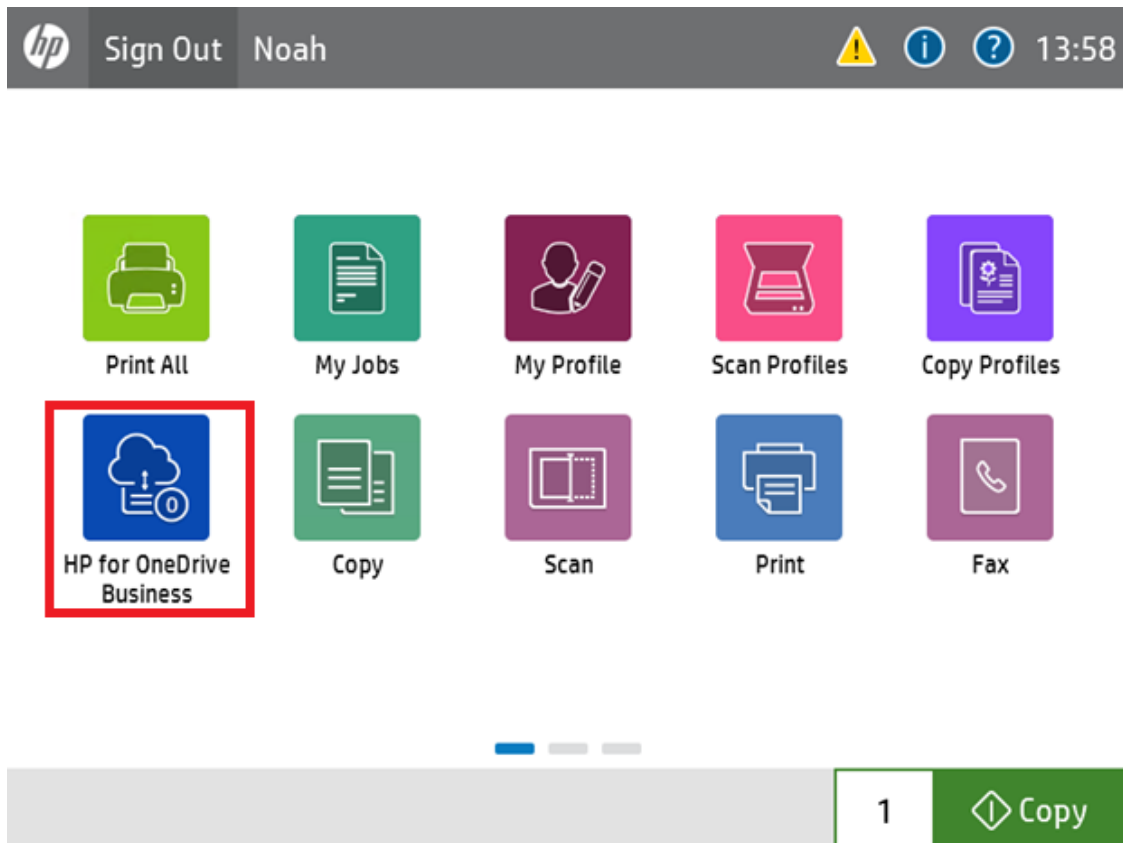 hp Sign Out Noah 13:58
Print All My Jobs My Profile Scan Profiles Copy Profiles
HP for OneDrive Business Copy Scan Print Fax
1 Copy